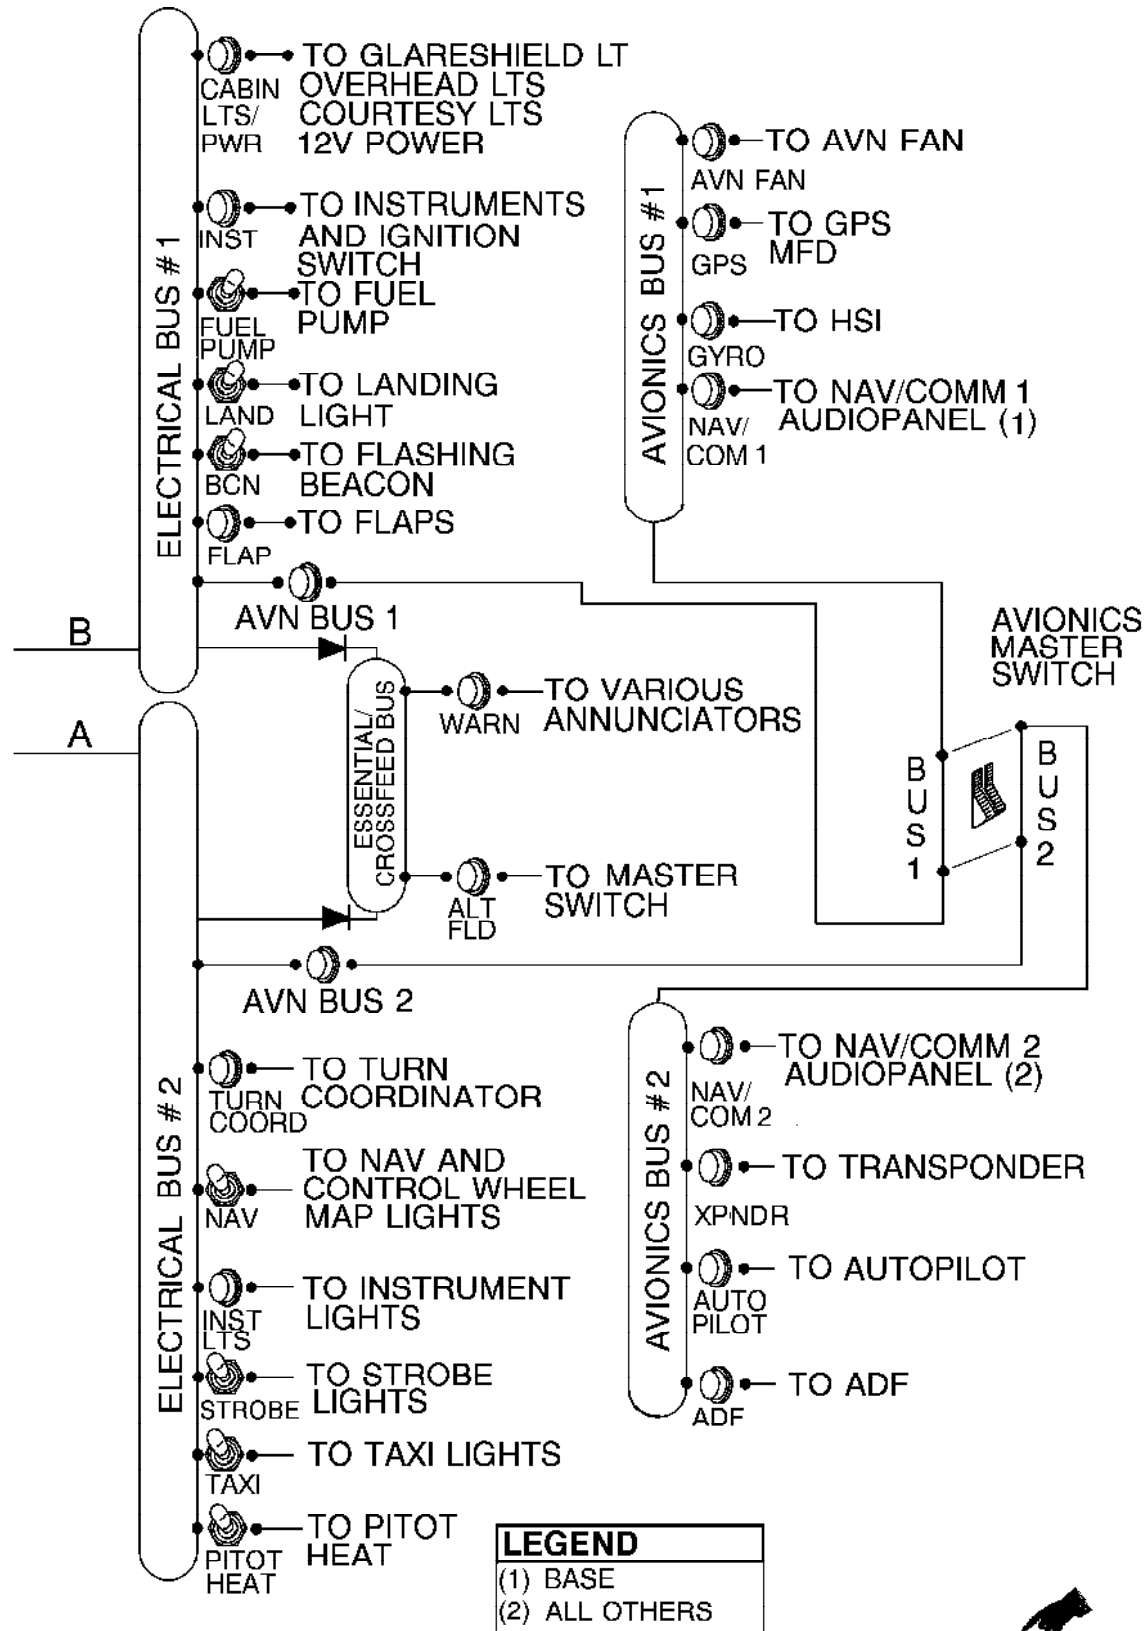 ELECTRICAL BUS #1
CABIN
LTS/
PWR
TO GLARESHIELD LT
OVERHEAD LTS
COURTESY LTS
12V POWER
INST
TO INSTRUMENTS
AND IGNITION
SWITCH
FUEL
PUMP
TO FUEL
PUMP
LAND
TO LANDING
LIGHT
BCN
TO FLASHING
BEACON
FLAP
TO FLAPS
AVN BUS 1
B
A
AVIONICS BUS #1
AVN FAN
TO AVN FAN
GPS
TO GPS
MFD
GYRO
TO HSI
NAV/
COM 1
TO NAV/COMM 1
AUDIOPANEL (1)
ESSENTIAL/
CROSSFEED BUS
WARN
TO VARIOUS
ANNUNCIATORS
ALT
FLD
TO MASTER
SWITCH
AVIONICS
MASTER
SWITCH
BUS 1
BUS 2
AVN BUS 2
ELECTRICAL BUS #2
TURN
COORD
TO TURN
COORDINATOR
NAV
TO NAV AND
CONTROL WHEEL
MAP LIGHTS
INST
LTS
TO INSTRUMENT
LIGHTS
STROBE
TO STROBE
LIGHTS
TAXI
TO TAXI LIGHTS
PITOT
HEAT
TO PITOT
HEAT
AVIONICS BUS #2
NAV/
COM 2
TO NAV/COMM 2
AUDIOPANEL (2)
XPNDR
TO TRANSPONDER
AUTO
PILOT
TO AUTOPILOT
ADF
TO ADF
LEGEND
(1) BASE
(2) ALL OTHERS